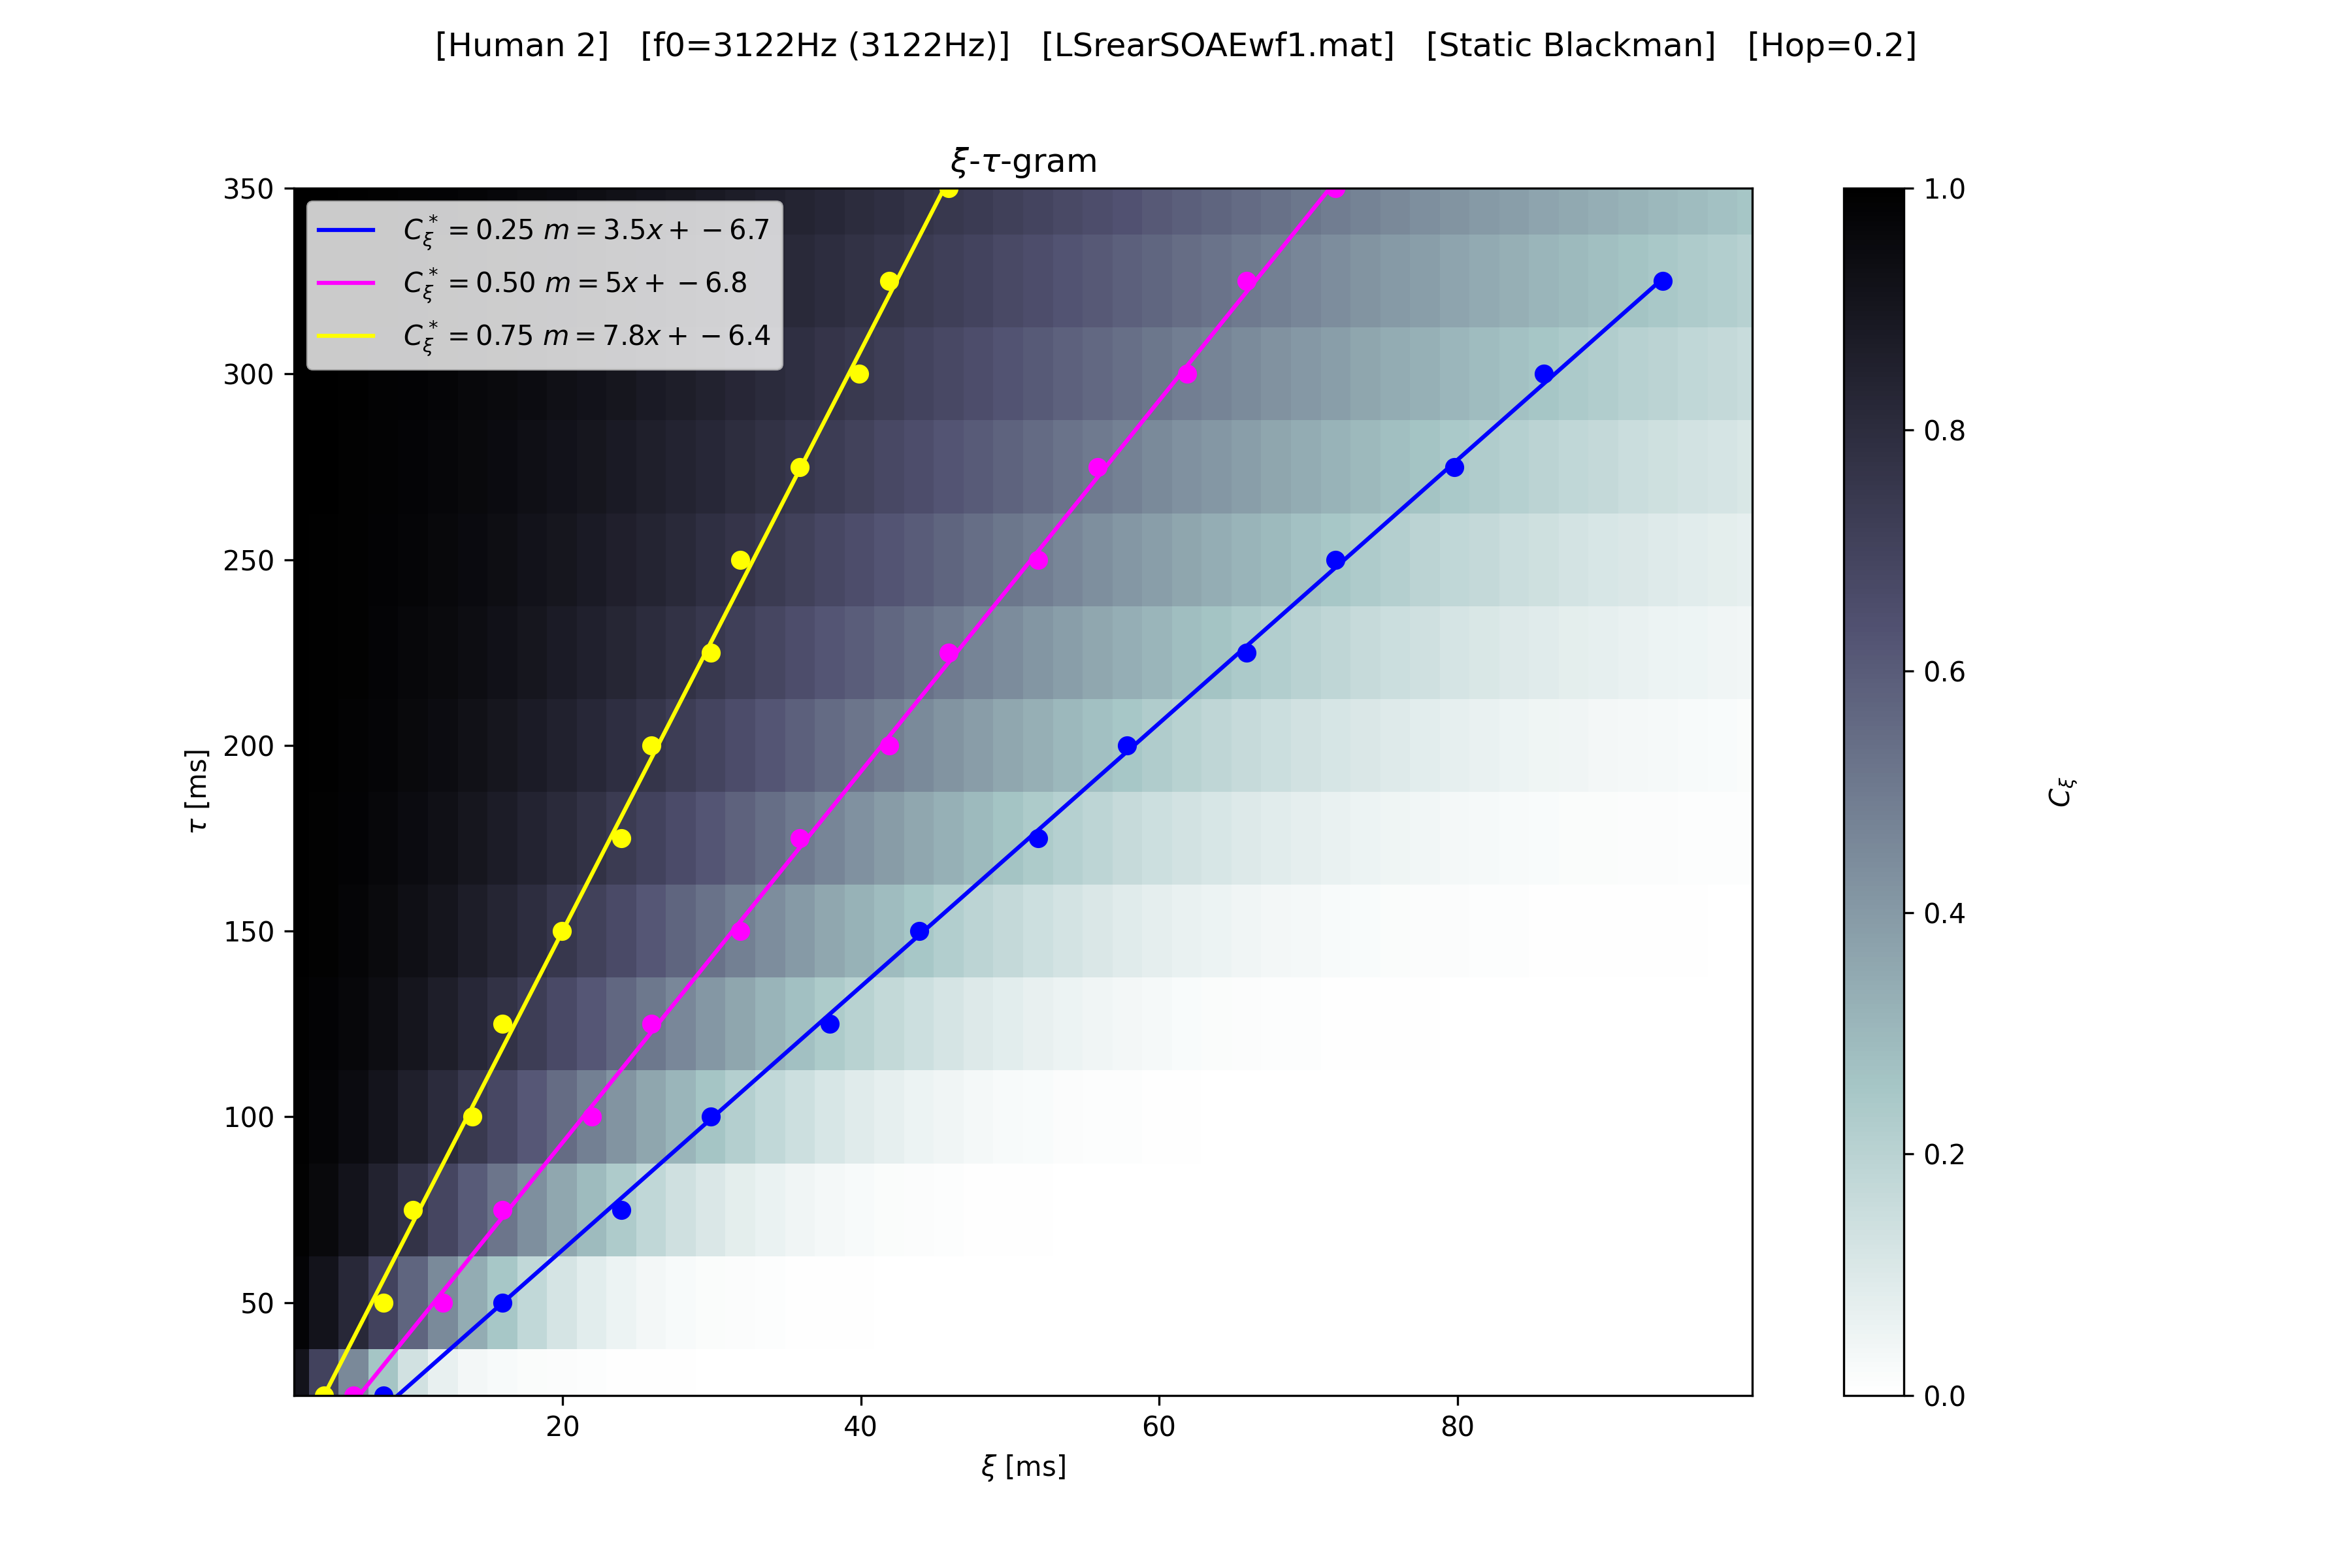 [Human 2] [f0=3122Hz (3122Hz)] [LSrearSOAEwf1.mat] [Static Blackman] [Hop=0.2]
ξ-τ-gram
C*ξ = 0.25 m = 3.5x + −6.7
C*ξ = 0.50 m = 5x + −6.8
C*ξ = 0.75 m = 7.8x + −6.4
350
300
250
200
150
100
50
τ [ms]
20 40 60 80
ξ [ms]
1.0
0.8
0.6
0.4
0.2
0.0
Cξ